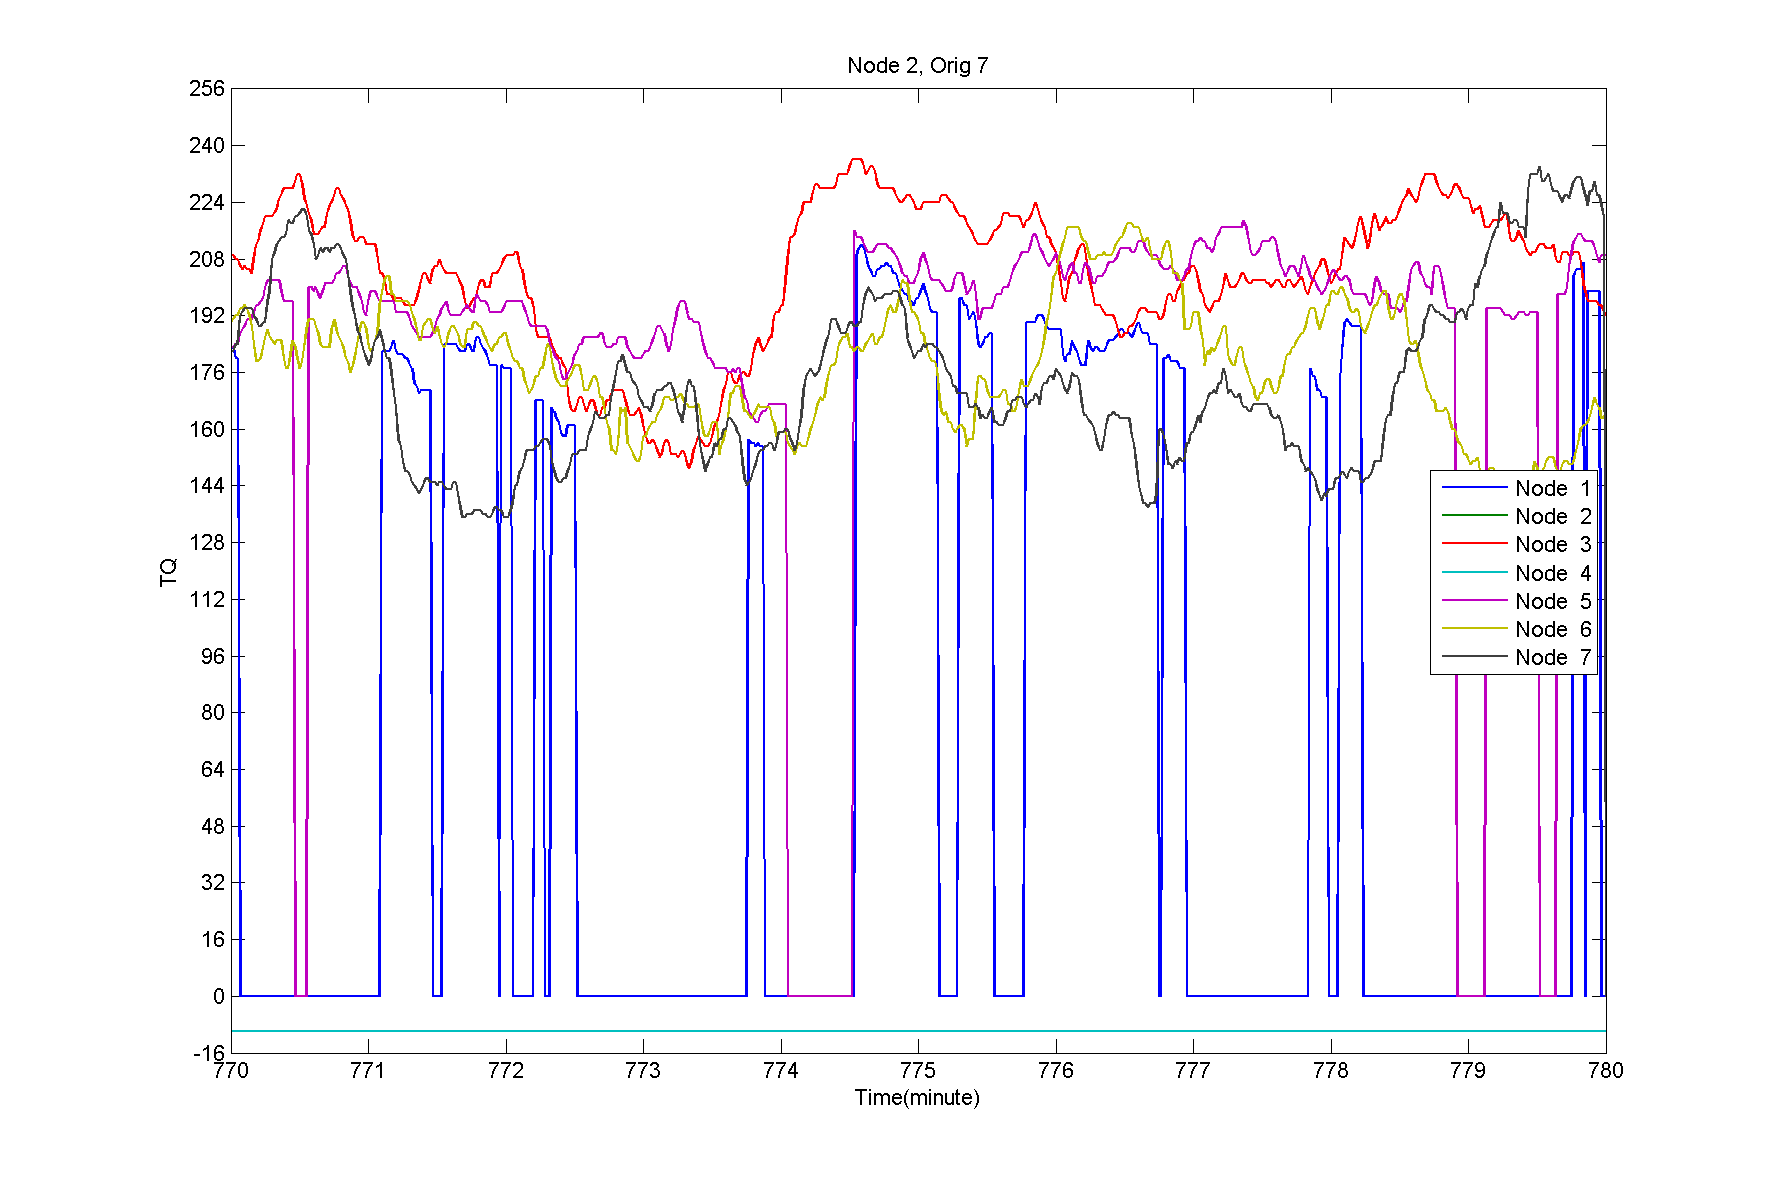 Node 2, Orig 7
256
240
224
208
192
176
160
144
128
112
96
80
64
48
32
16
0
-16
TQ
770 771 772 773 774 775 776 777 778 779 780
Time(minute)
Node 1
Node 2
Node 3
Node 4
Node 5
Node 6
Node 7